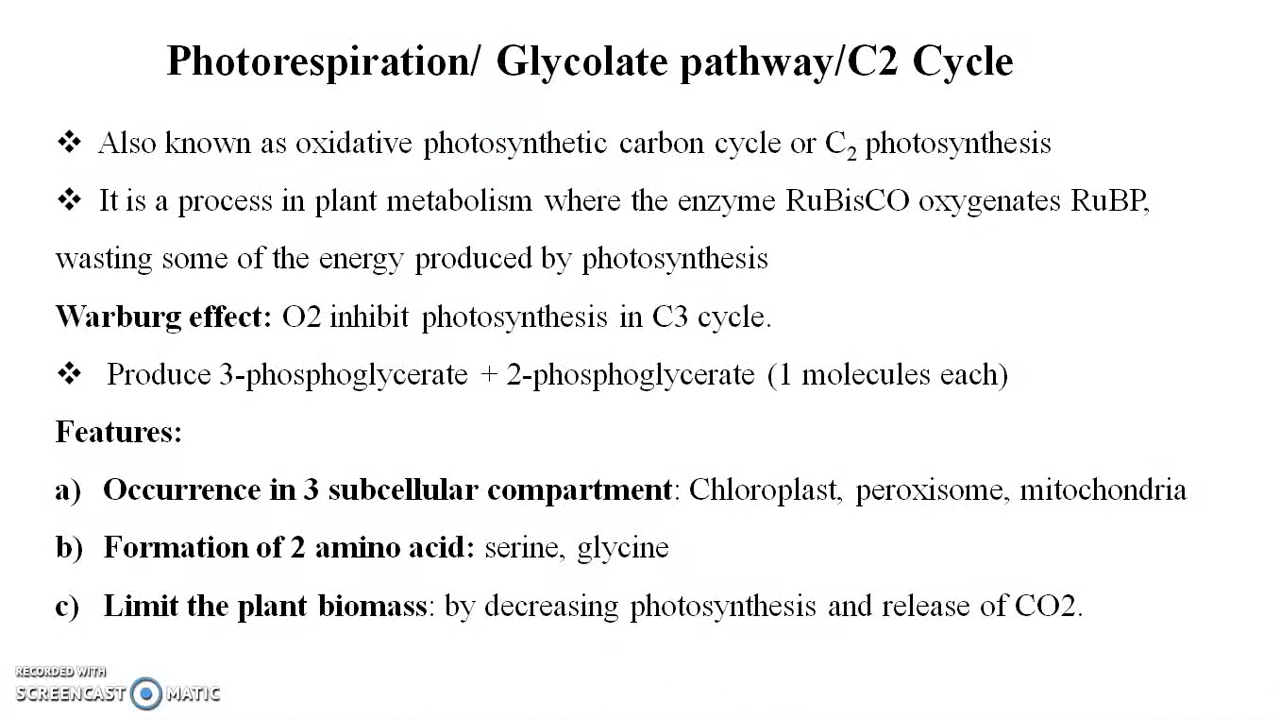 Photorespiration/ Glycolate pathway/C2 Cycle
❖ Also known as oxidative photosynthetic carbon cycle or C₂ photosynthesis
❖ It is a process in plant metabolism where the enzyme RuBisCO oxygenates RuBP,
wasting some of the energy produced by photosynthesis
Warburg effect: O2 inhibit photosynthesis in C3 cycle.
❖ Produce 3-phosphoglycerate + 2-phosphoglycerate (1 molecules each)
Features:
a) Occurrence in 3 subcellular compartment: Chloroplast, peroxisome, mitochondria
b) Formation of 2 amino acid: serine, glycine
c) Limit the plant biomass: by decreasing photosynthesis and release of CO2.
RECORDED WITH
SCREENCAST MATIC